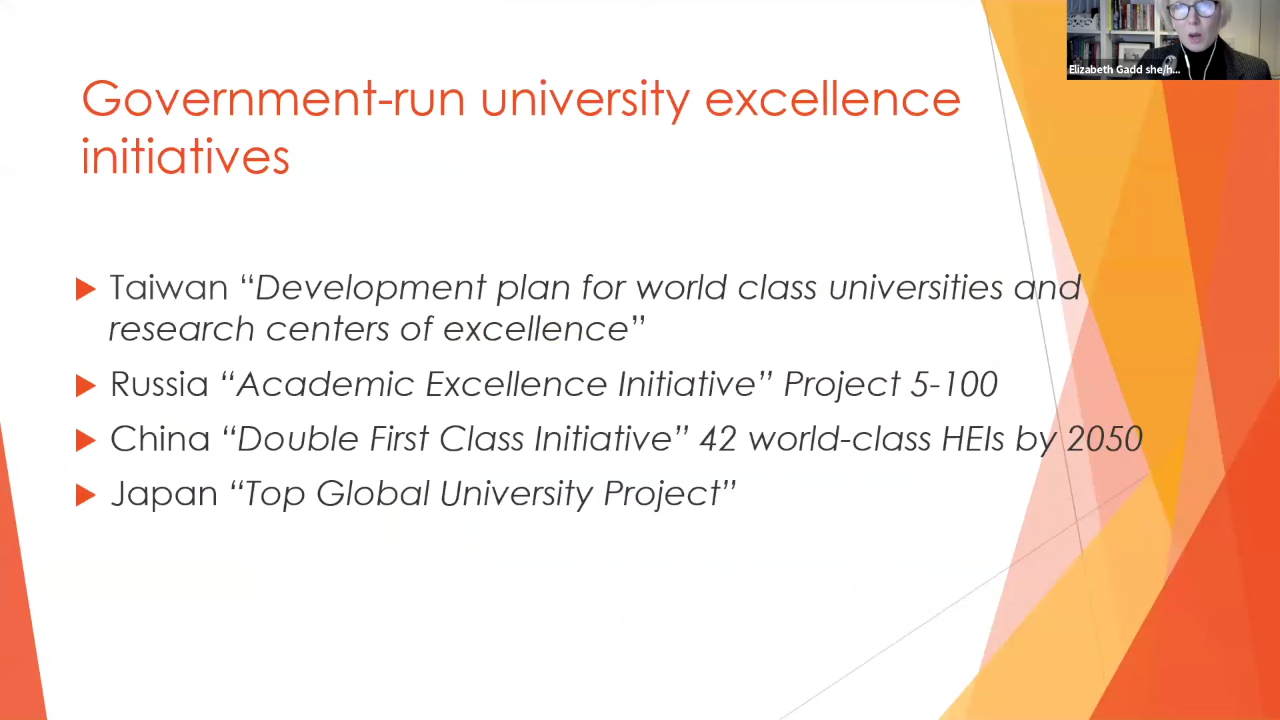 Elizabeth Gadd she/h...
Government-run university excellence
initiatives
Taiwan “Development plan for world class universities and
research centers of excellence”
Russia “Academic Excellence Initiative” Project 5-100
China “Double First Class Initiative” 42 world-class HEIs by 2050
Japan “Top Global University Project”